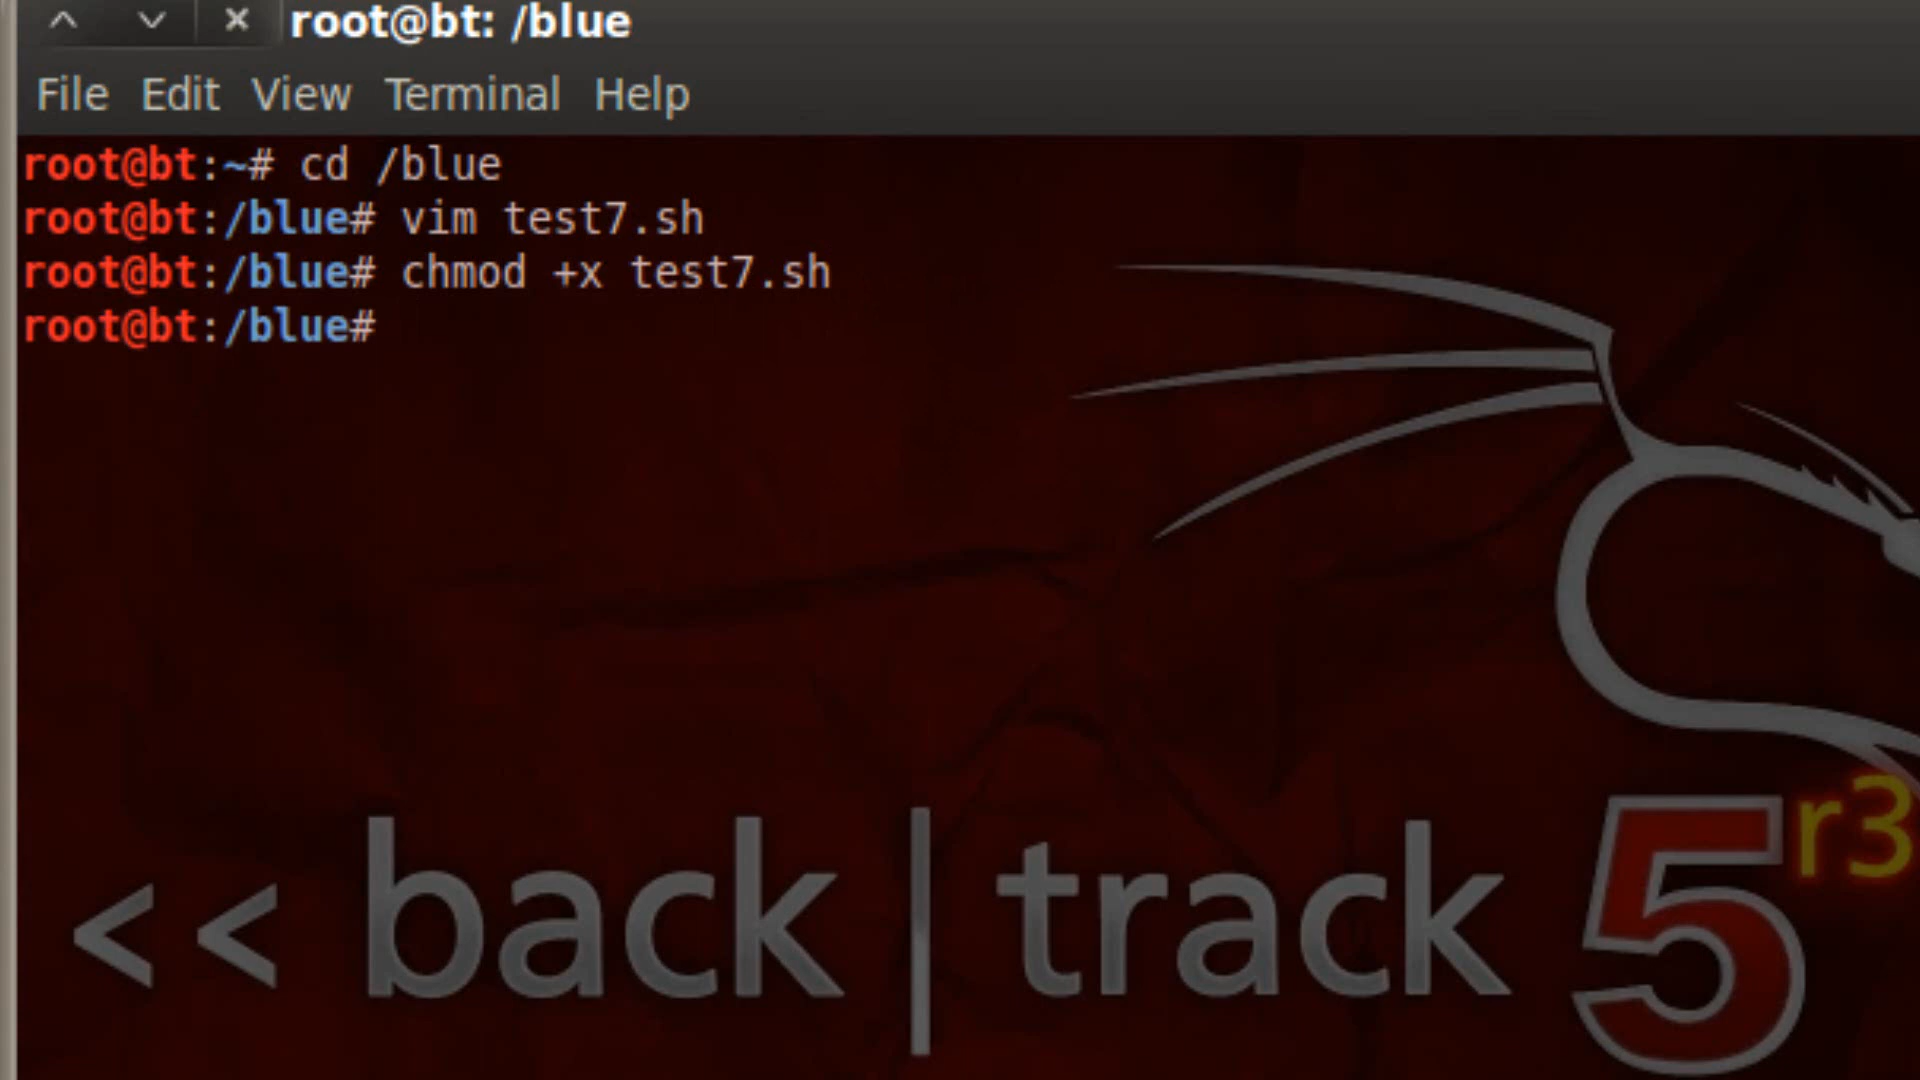 root@bt: /blue
File Edit View Terminal Help
root@bt:~# cd /blue
root@bt:/blue# vim test7.sh
root@bt:/blue# chmod +x test7.sh
root@bt:/blue#
<< back | track 5 r3